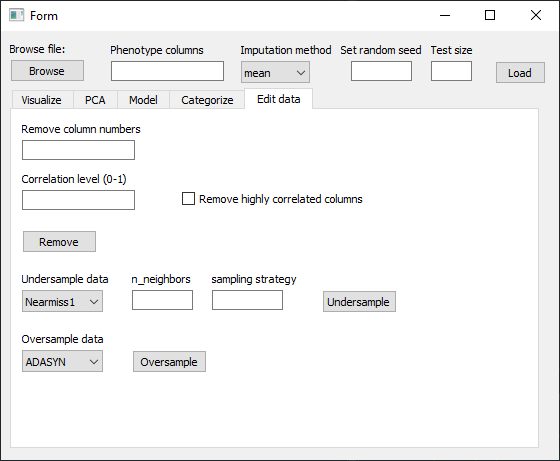 Form
Browse file: Phenotype columns Imputation method Set random seed Test size
Browse mean Load
Visualize PCA Model Categorize Edit data
Remove column numbers
Correlation level (0-1)
Remove highly correlated columns
Remove
Undersample data n_neighbors sampling strategy
Nearmiss1 Undersample
Oversample data
ADASYN Oversample